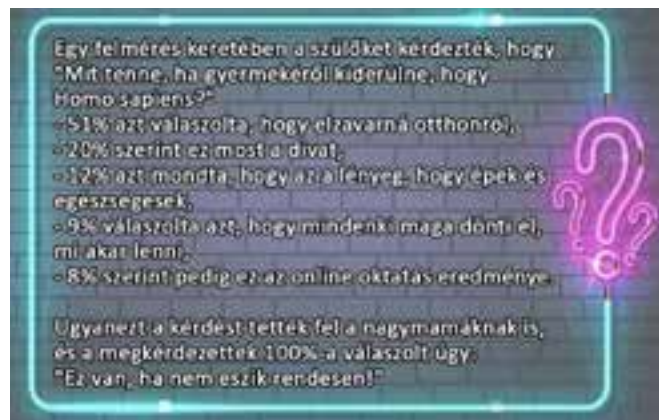 Egy felmérés keretében a szülőket kérdezték, hogy
"Mit tenne, ha gyermekéről kiderülne, hogy
Homo sapiens?"
- 51% azt válaszolta, hogy elzavarná otthonról,
- 20% szerint ez most a divat,
- 12% azt mondta, hogy az a lényeg, hogy épek és
egészségesek,
- 9% válaszolta azt, hogy mindenki maga dönti el,
mi akar lenni,
- 8% szerint pedig ez az online oktatás eredménye.
Ugyanezt a kérdést tették fel a nagymamáknak is,
és a megkérdezettek 100%-a válaszolt úgy:
"Ez van, ha nem eszik rendesen!"